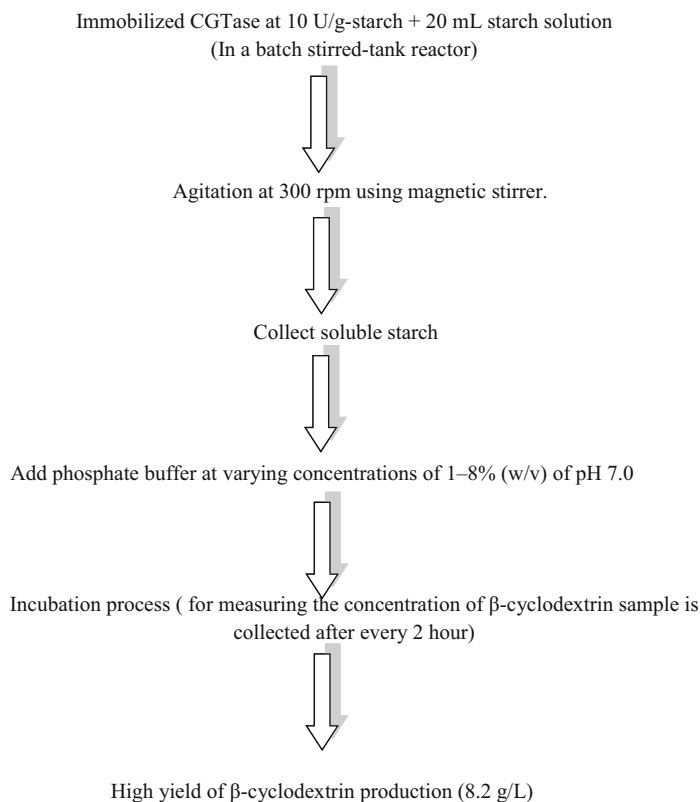 Immobilized CGTase at 10 U/g-starch + 20 mL starch solution
(In a batch stirred-tank reactor)
Agitation at 300 rpm using magnetic stirrer.
Collect soluble starch
Add phosphate buffer at varying concentrations of 1–8% (w/v) of pH 7.0
Incubation process ( for measuring the concentration of β-cyclodextrin sample is
collected after every 2 hour)
High yield of β-cyclodextrin production (8.2 g/L)